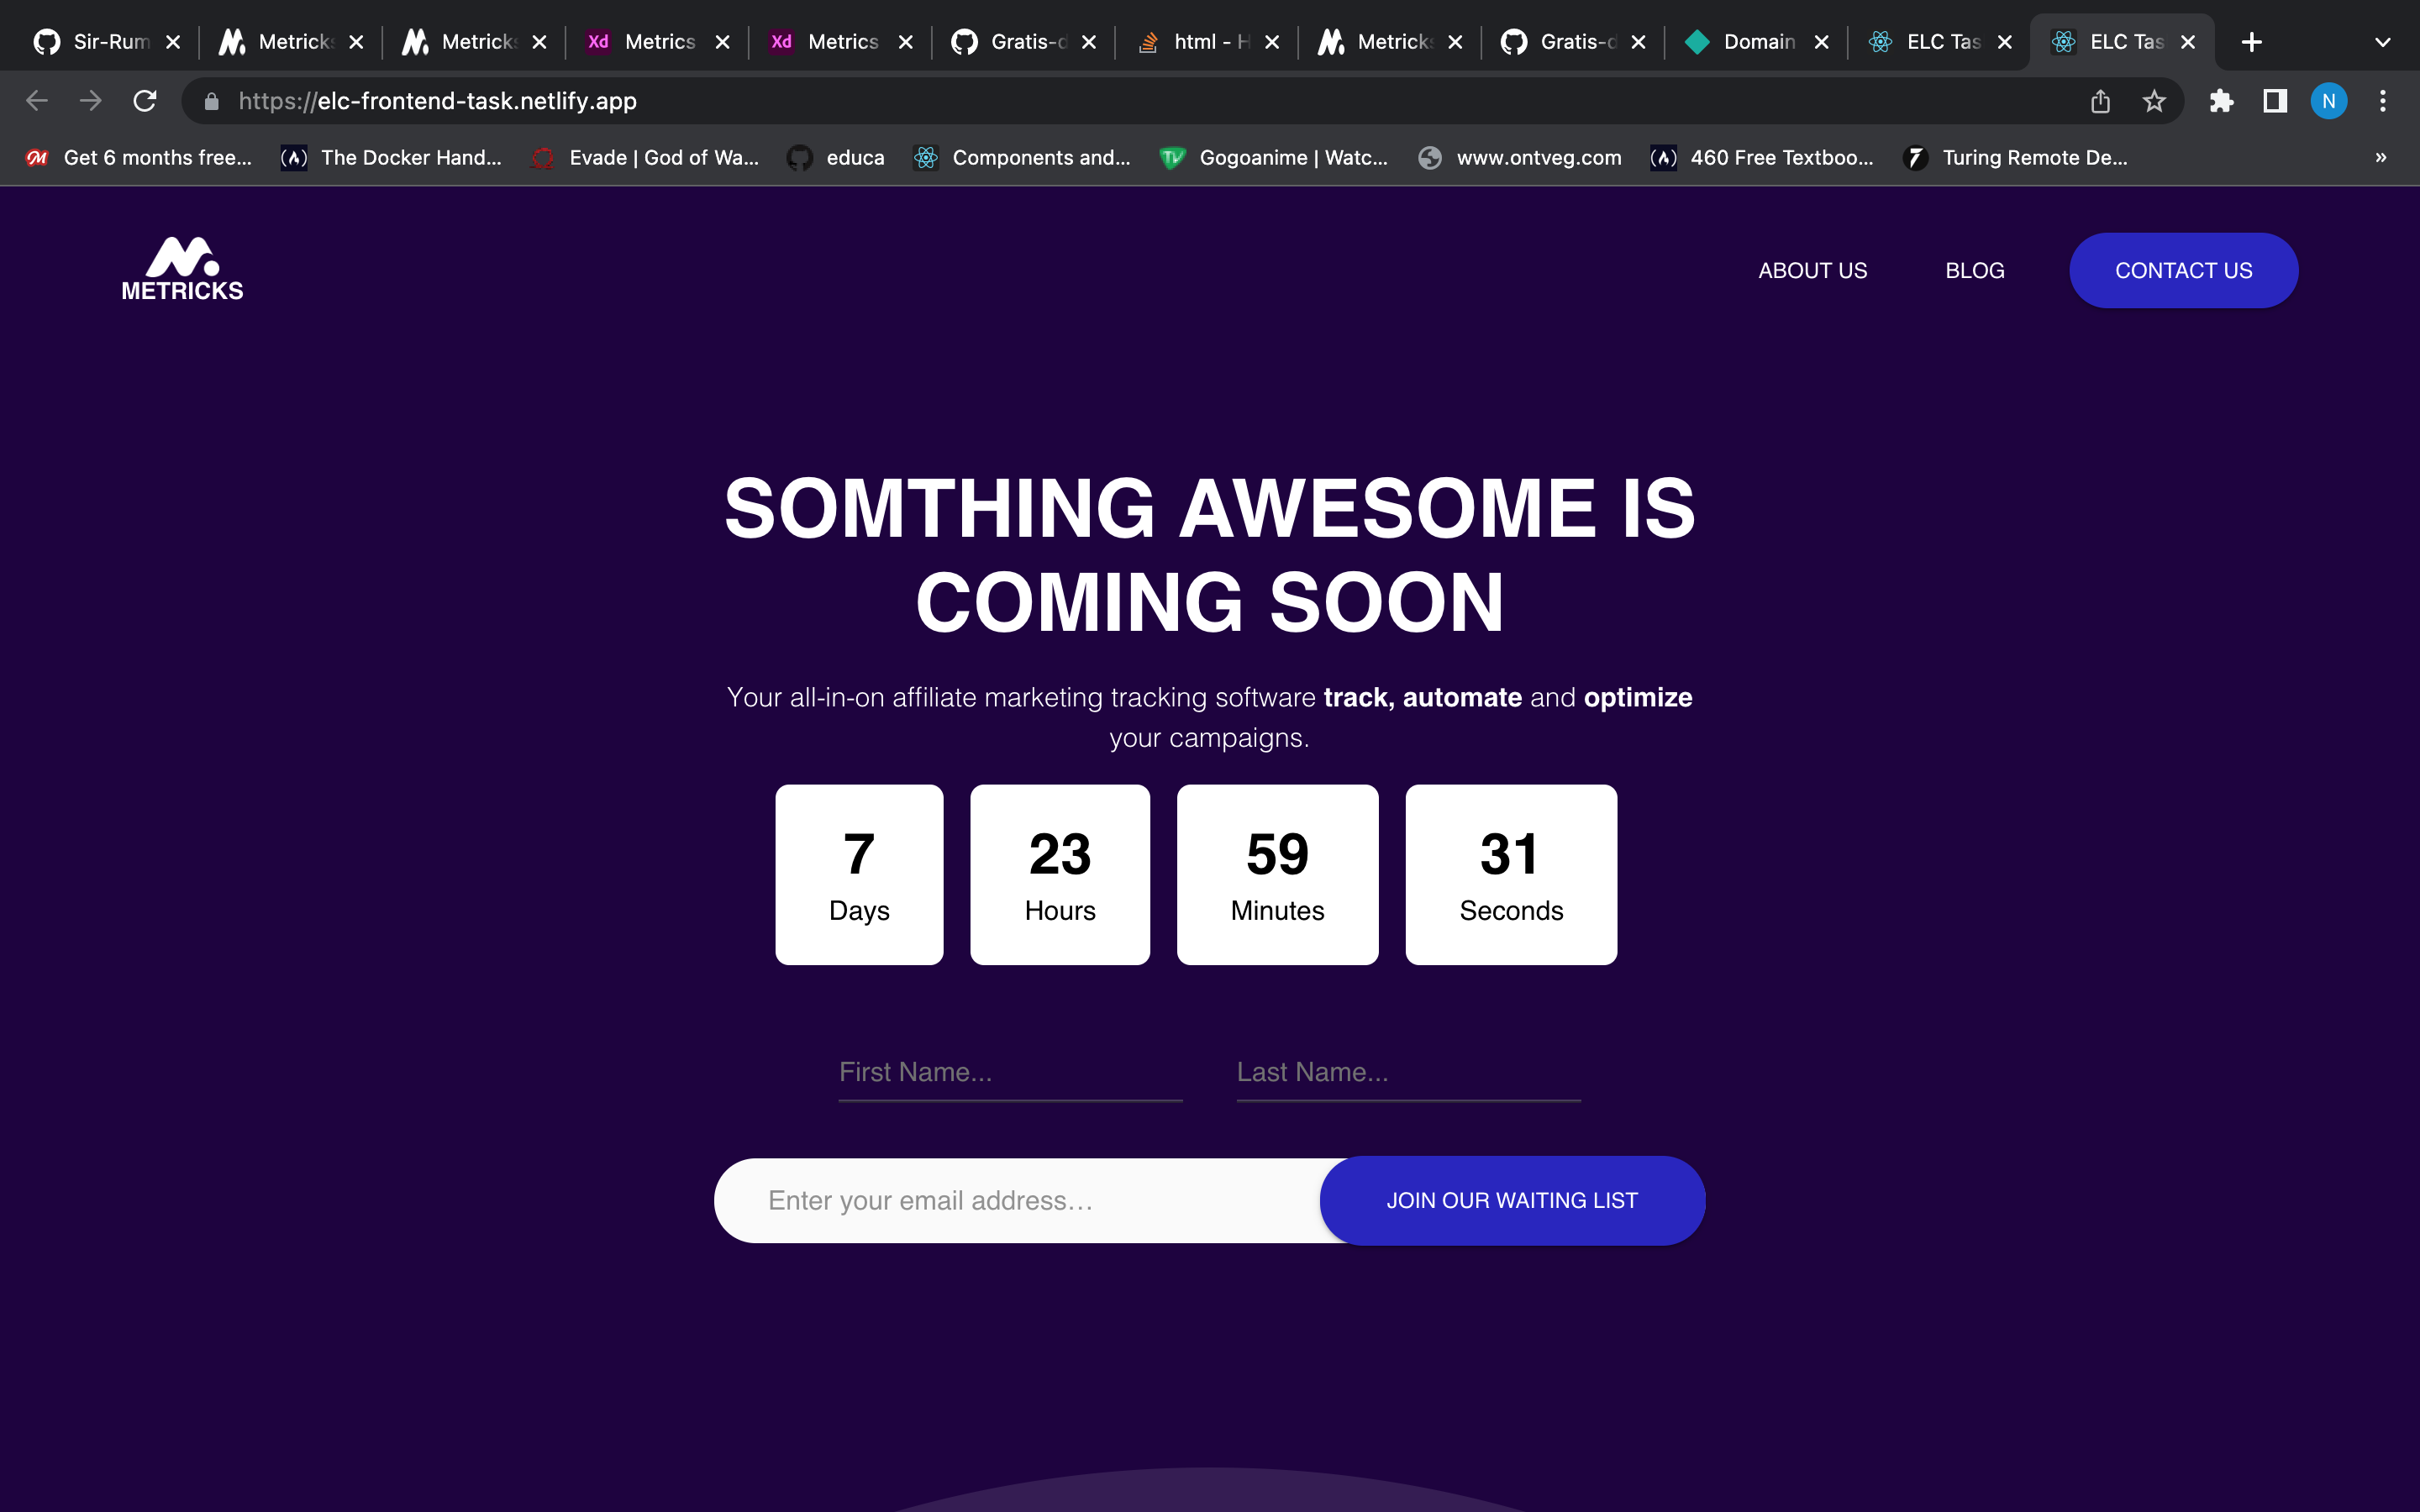 Sir-Rum
Metricks
Metricks
Xd Metrics
Xd Metrics
Gratis-d
html - H
Metricks
Gratis-d
Domain
ELC Tas
ELC Tas
https://elc-frontend-task.netlify.app
N
Get 6 months free...
The Docker Hand...
Evade | God of Wa...
educa
Components and...
Gogoanime | Watc...
www.ontveg.com
460 Free Textboo...
Turing Remote De...
»
METRICKS
ABOUT US
BLOG
CONTACT US
SOMTHING AWESOME IS
COMING SOON
Your all-in-on affiliate marketing tracking software track, automate and optimize
your campaigns.
7
Days
23
Hours
59
Minutes
31
Seconds
First Name...
Last Name...
Enter your email address...
JOIN OUR WAITING LIST